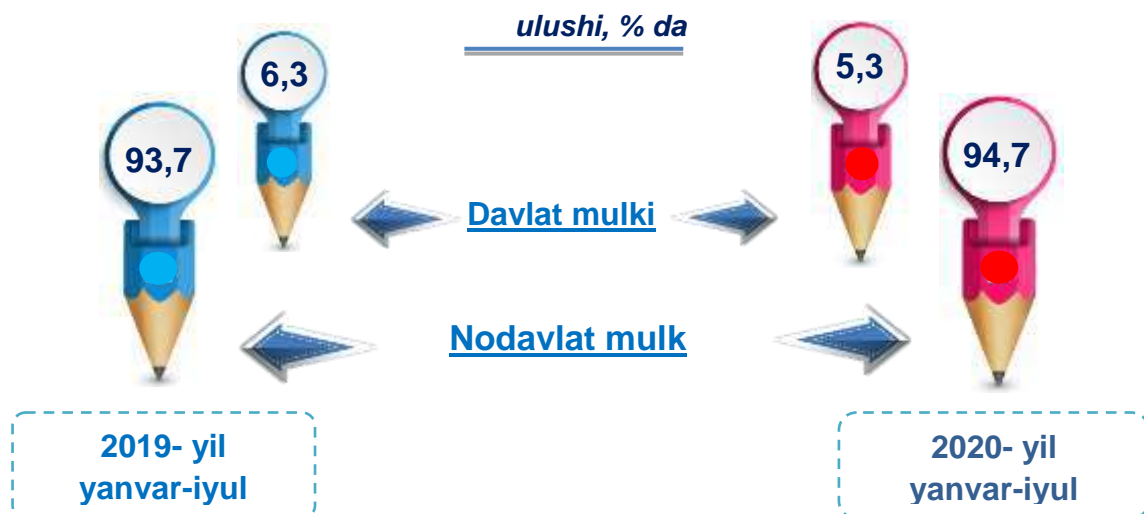 ulushi, % da
6,3
5,3
93,7
94,7
Davlat mulki
Nodavlat mulk
2019- yil
yanvar-iyul
2020- yil
yanvar-iyul